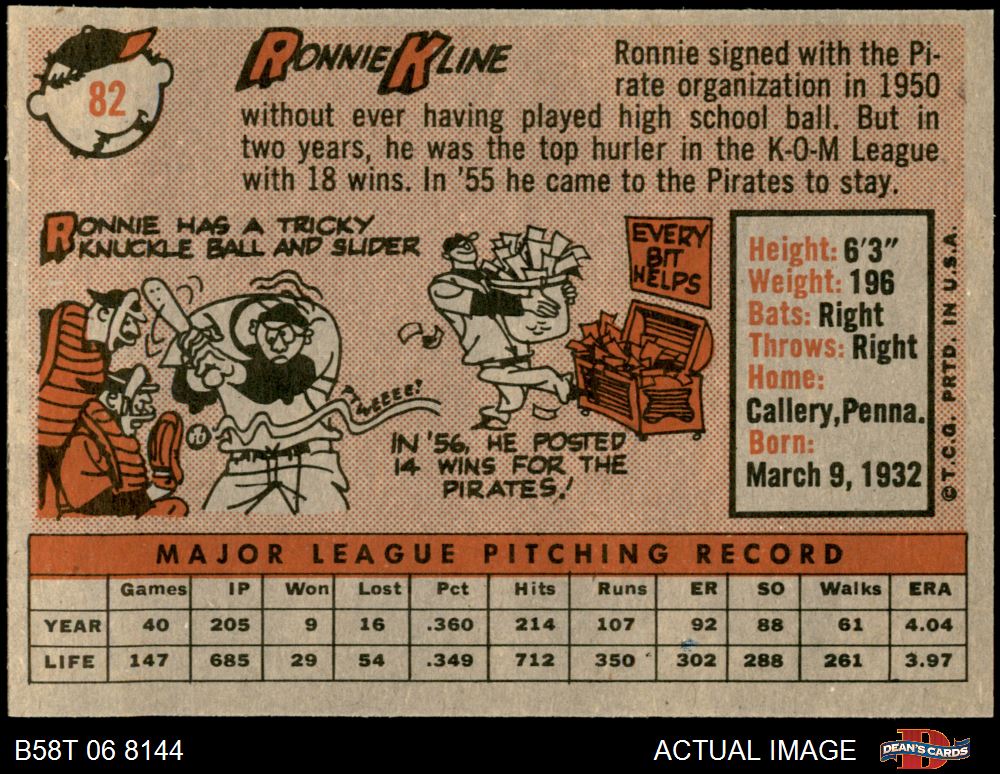 82
RONNIE KLINE
Ronnie signed with the Pi-
rate organization in 1950
without ever having played high school ball. But in
two years, he was the top hurler in the K-O-M League
with 18 wins. In '55 he came to the Pirates to stay.
RONNIE HAS A TRICKY
KNUCKLE BALL AND SLIDER
EVERY
BIT
HELPS
IN '56, HE POSTED
14 WINS FOR THE
PIRATES!
Height: 6'3"
Weight: 196
Bats: Right
Throws: Right
Home:
Callery, Penna.
Born:
March 9, 1932
© T.C.G. PRTD. IN U.S.A.
MAJOR LEAGUE PITCHING RECORD
Games IP Won Lost Pct Hits Runs ER SO Walks ERA
YEAR 40 205 9 16 .360 214 107 92 88 61 4.04
LIFE 147 685 29 54 .349 712 350 302 288 261 3.97
B58T 06 8144
ACTUAL IMAGE
DEAN'S CARDS